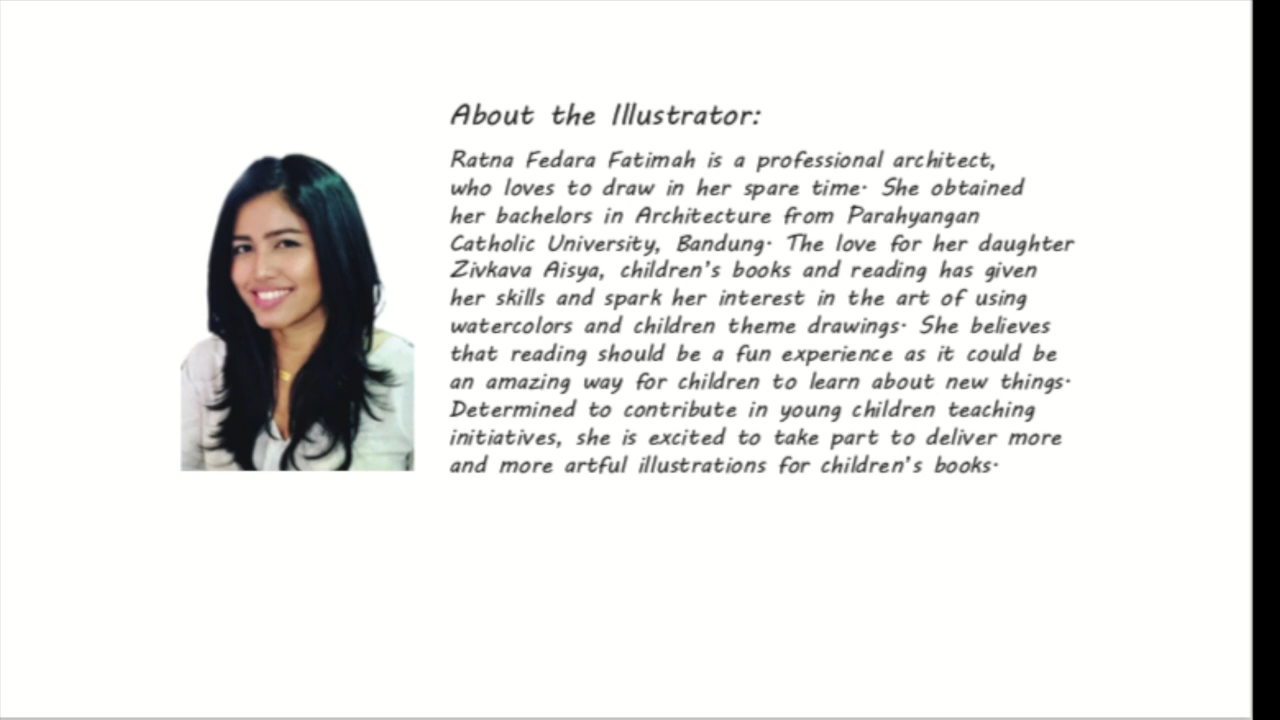 About the Illustrator:
Ratna Fedara Fatimah is a professional architect,
who loves to draw in her spare time. She obtained
her bachelors in Architecture from Parahyangan
Catholic University, Bandung. The love for her daughter
Zivkava Aisya, children's books and reading has given
her skills and spark her interest in the art of using
watercolors and children theme drawings. She believes
that reading should be a fun experience as it could be
an amazing way for children to learn about new things.
Determined to contribute in young children teaching
initiatives, she is excited to take part to deliver more
and more artful illustrations for children's books.